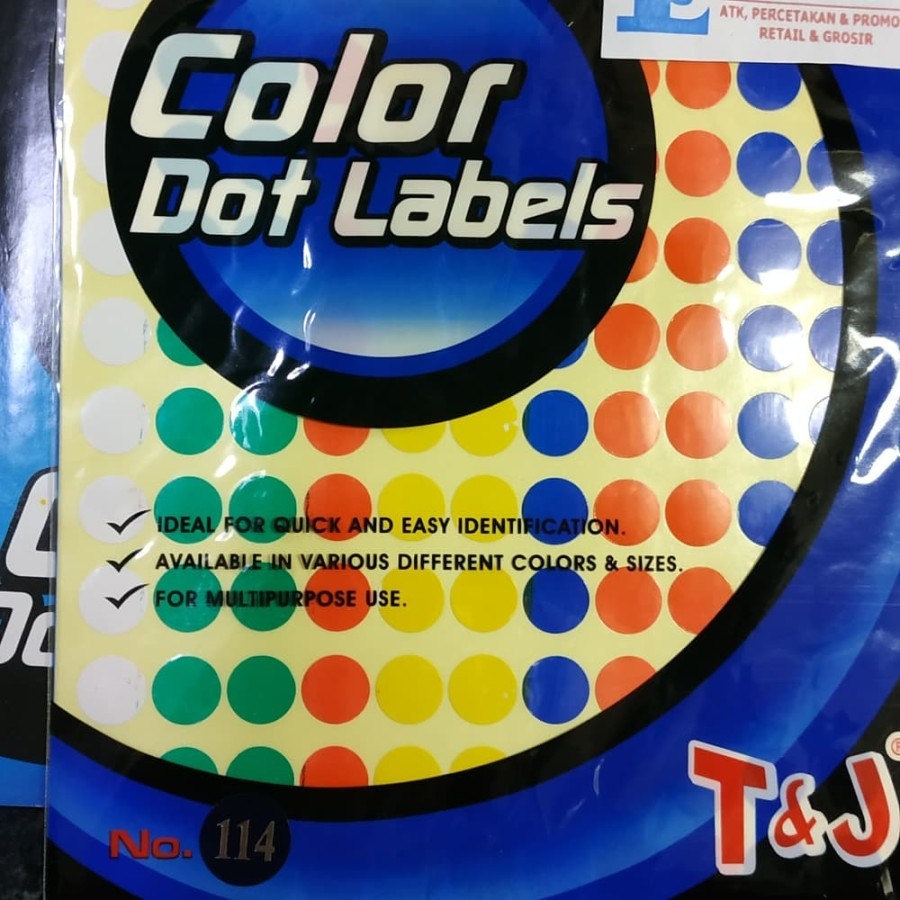 ATK, PERCETAKAN & PROMO
RETAIL & GROSIR
Color
Dot Labels
IDEAL FOR QUICK AND EASY IDENTIFICATION.
AVAILABLE IN VARIOUS DIFFERENT COLORS & SIZES.
FOR MULTIPURPOSE USE.
No. 114
T&J®